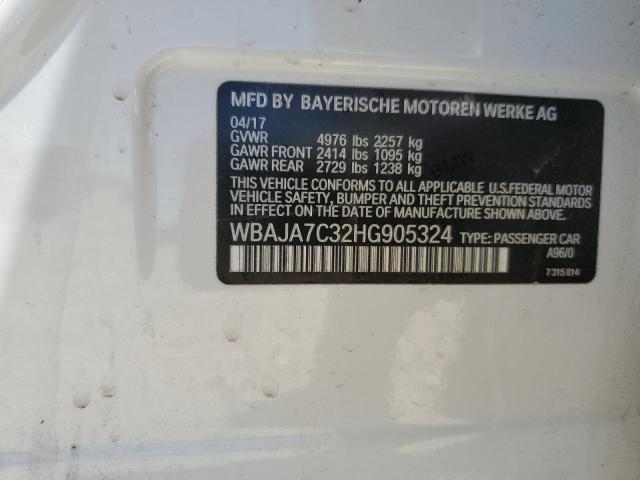 MFD BY BAYERISCHE MOTOREN WERKE AG
04/17
GVWR 4976 lbs 2257 kg
GAWR FRONT 2414 lbs 1095 kg
GAWR REAR 2729 lbs 1238 kg
BMW
THIS VEHICLE CONFORMS TO ALL APPLICABLE U.S.FEDERAL MOTOR
VEHICLE SAFETY, BUMPER, AND THEFT PREVENTION STANDARDS
IN EFFECT ON THE DATE OF MANUFACTURE SHOWN ABOVE.
WBAJA7C32HG905324 TYPE: PASSENGER CAR
A96/0
7315814